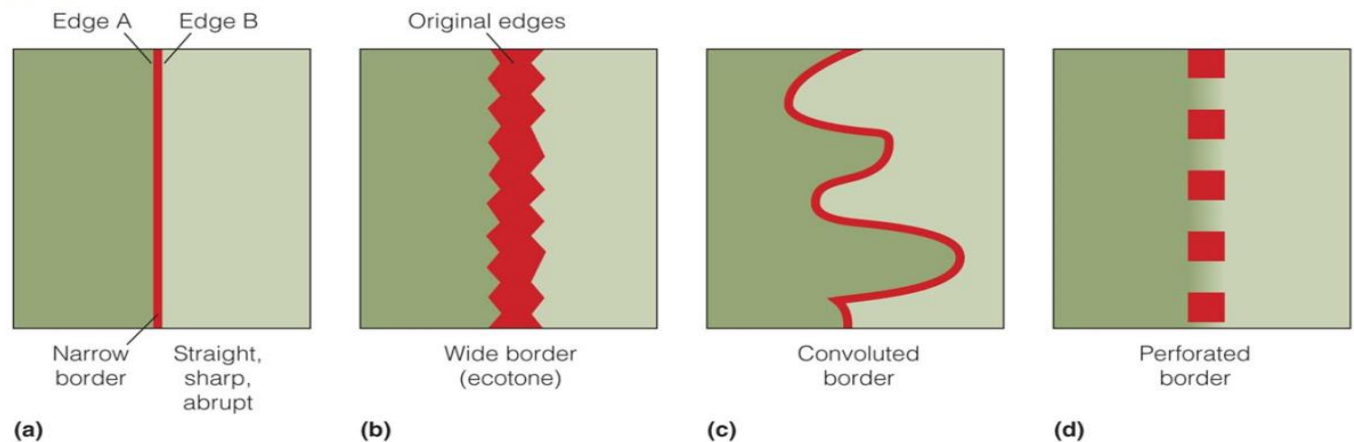 Edge A
Edge B
Original edges
Narrow
border
Straight,
sharp,
abrupt
Wide border
(ecotone)
Convoluted
border
Perforated
border
(a)
(b)
(c)
(d)